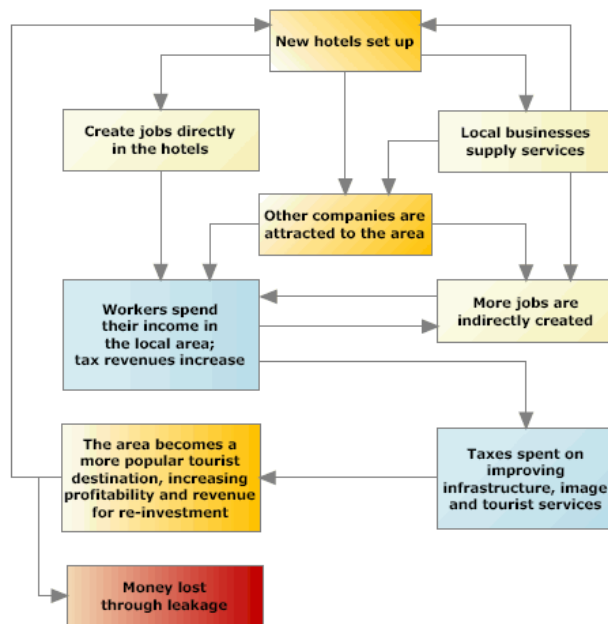 New hotels set up
Create jobs directly
in the hotels
Local businesses
supply services
Other companies are
attracted to the area
Workers spend
their income in
the local area;
tax revenues increase
More jobs are
indirectly created
The area becomes a
more popular tourist
destination, increasing
profitability and revenue
for re-investment
Taxes spent on
improving
infrastructure, image
and tourist services
Money lost
through leakage